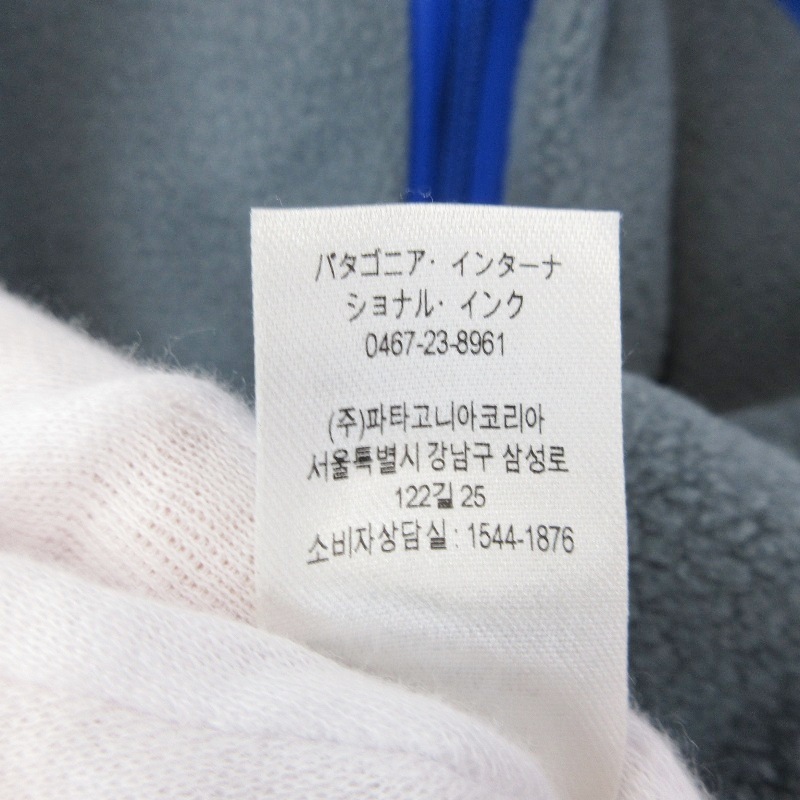 パタゴニア・インターナ
ショナル・インク
0467-23-8961
(주)파타고니아코리아
서울특별시 강남구 삼성로
122길 25
소비자상담실 : 1544-1876